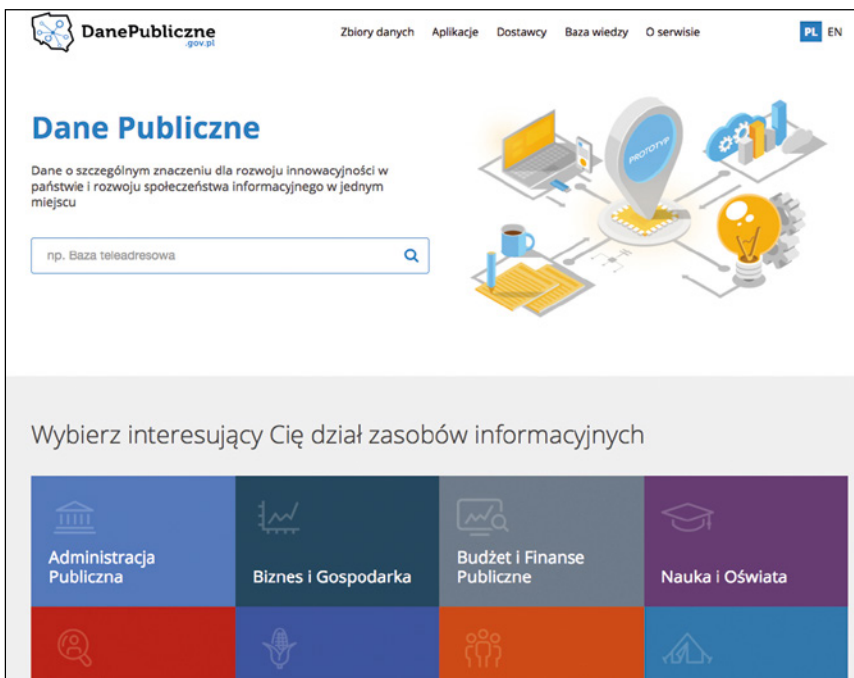 DanePubliczne
.gov.pl
Zbiory danych Aplikacje Dostawcy Baza wiedzy O serwisie PL EN
Dane Publiczne
Dane o szczególnym znaczeniu dla rozwoju innowacyjności w
państwie i rozwoju społeczeństwa informacyjnego w jednym
miejscu
np. Baza teleadresowa
PROTOTYP
Wybierz interesujący Cię dział zasobów informacyjnych
Administracja
Publiczna
Biznes i Gospodarka
Budżet i Finanse
Publiczne
Nauka i Oświata